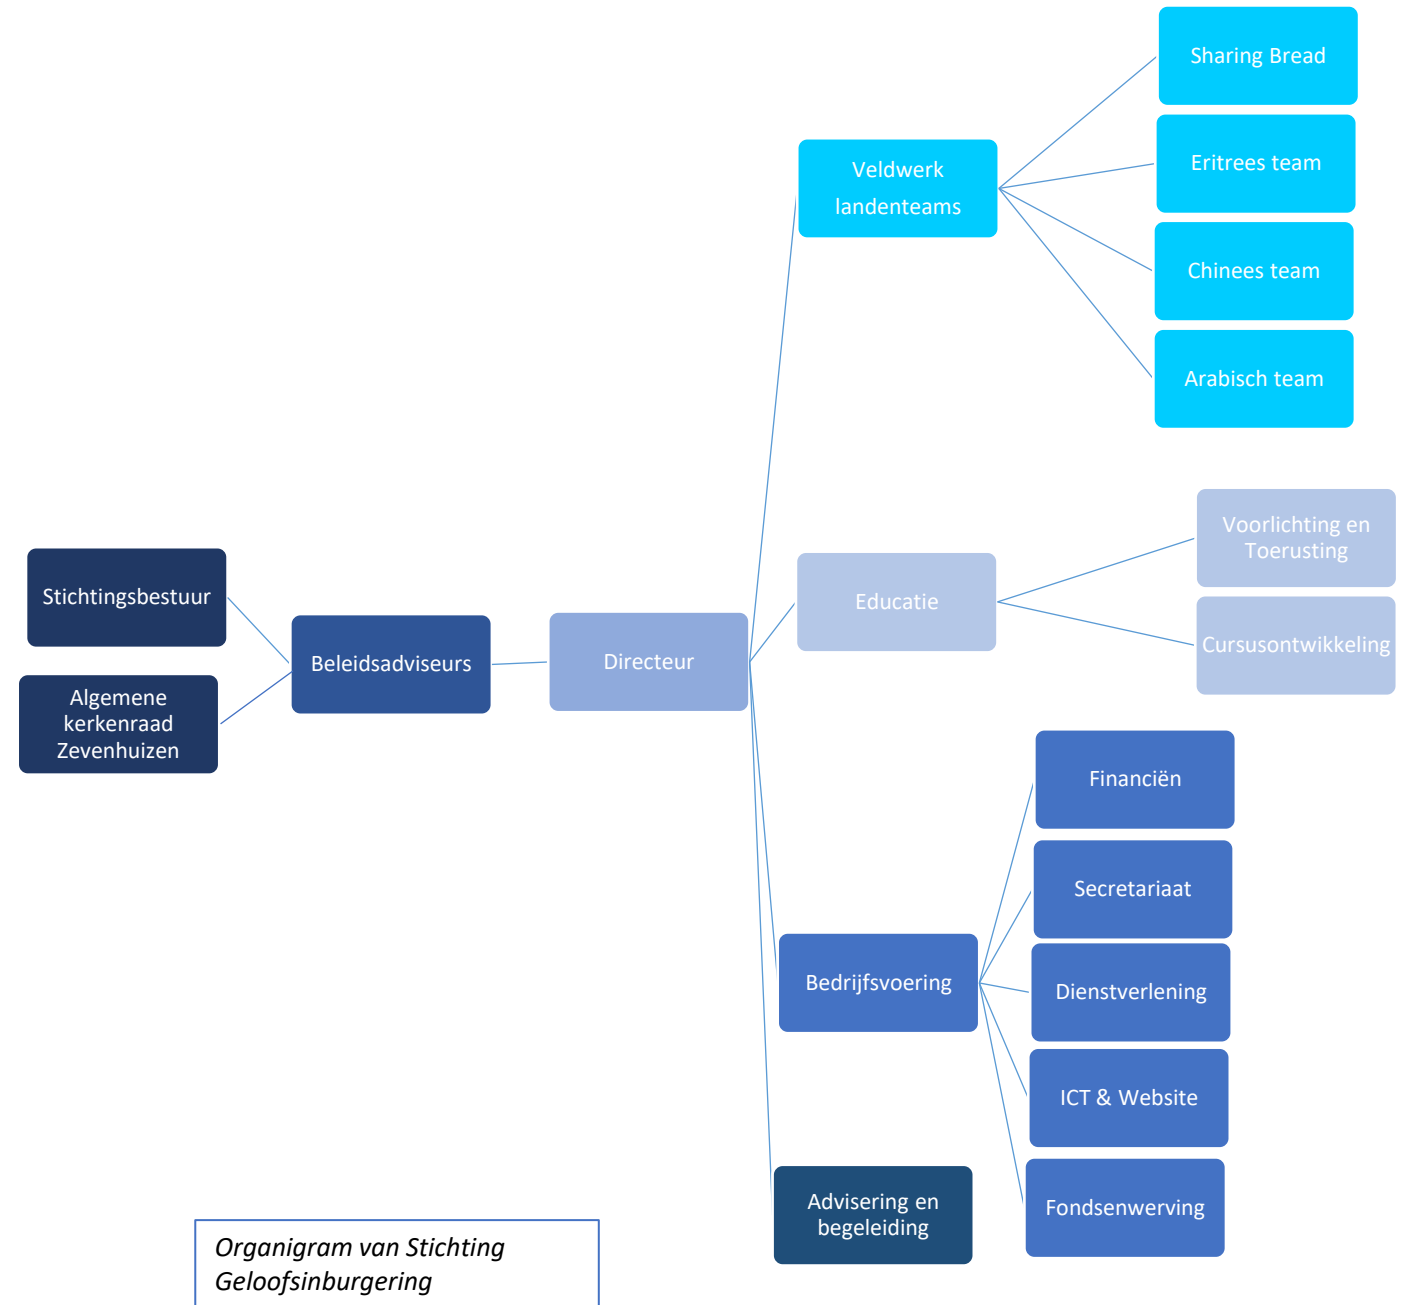 Sharing Bread
Veldwerk
landenteams
Eritrees team
Chinees team
Arabisch team
Stichtingsbestuur
Algemene
kerkenraad
Zevenhuizen
Beleidsadviseurs
Directeur
Educatie
Voorlichting en
Toerusting
Cursusontwikkeling
Bedrijfsvoering
Financiën
Secretariaat
Dienstverlening
ICT & Website
Fondsenwerving
Advisering en
begeleiding
Organigram van Stichting
Geloofsinburgering